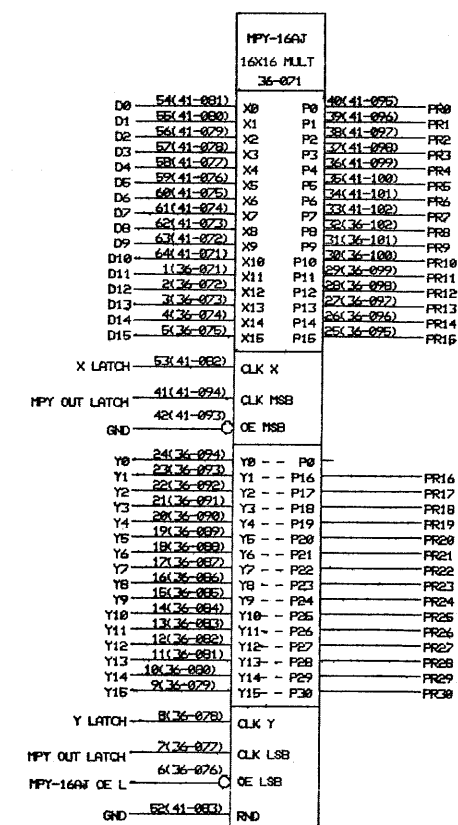 MPY-16AJ
16X16 MULT
36-071
D0 54(41-081) X0 P0 40(41-095) PR0
D1 55(41-080) X1 P1 39(41-096) PR1
D2 56(41-079) X2 P2 38(41-097) PR2
D3 57(41-078) X3 P3 37(41-098) PR3
D4 58(41-077) X4 P4 36(41-099) PR4
D5 59(41-076) X5 P5 35(41-100) PR5
D6 60(41-075) X6 P6 34(41-101) PR6
D7 61(41-074) X7 P7 33(41-102) PR7
D8 62(41-073) X8 P8 32(36-102) PR8
D9 63(41-072) X9 P9 31(36-101) PR9
D10 64(41-071) X10 P10 30(36-100) PR10
D11 1(36-071) X11 P11 29(36-099) PR11
D12 2(36-072) X12 P12 28(36-098) PR12
D13 3(36-073) X13 P13 27(36-097) PR13
D14 4(36-074) X14 P14 26(36-096) PR14
D15 5(36-075) X15 P15 25(36-095) PR15
X LATCH 53(41-082) CLK X
MPY OUT LATCH 41(41-094) CLK MSB
GND 42(41-093) OE MSB
Y0 24(36-094) Y0 - - P0
Y1 23(36-093) Y1 - - P16 PR16
Y2 22(36-092) Y2 - - P17 PR17
Y3 21(36-091) Y3 - - P18 PR18
Y4 20(36-090) Y4 - - P19 PR19
Y5 19(36-089) Y5 - - P20 PR20
Y6 18(36-088) Y6 - - P21 PR21
Y7 17(36-087) Y7 - - P22 PR22
Y8 16(36-086) Y8 - - P23 PR23
Y9 15(36-085) Y9 - - P24 PR24
Y10 14(36-084) Y10- - P25 PR25
Y11 13(36-083) Y11- - P26 PR26
Y12 12(36-082) Y12- - P27 PR27
Y13 11(36-081) Y13- - P28 PR28
Y14 10(36-080) Y14- - P29 PR29
Y15 9(36-079) Y15- - P30 PR30
Y LATCH 8(36-078) CLK Y
MPY OUT LATCH 7(36-077) CLK LSB
MPY-16AJ OE L 6(36-076) OE LSB
GND 52(41-083) RND